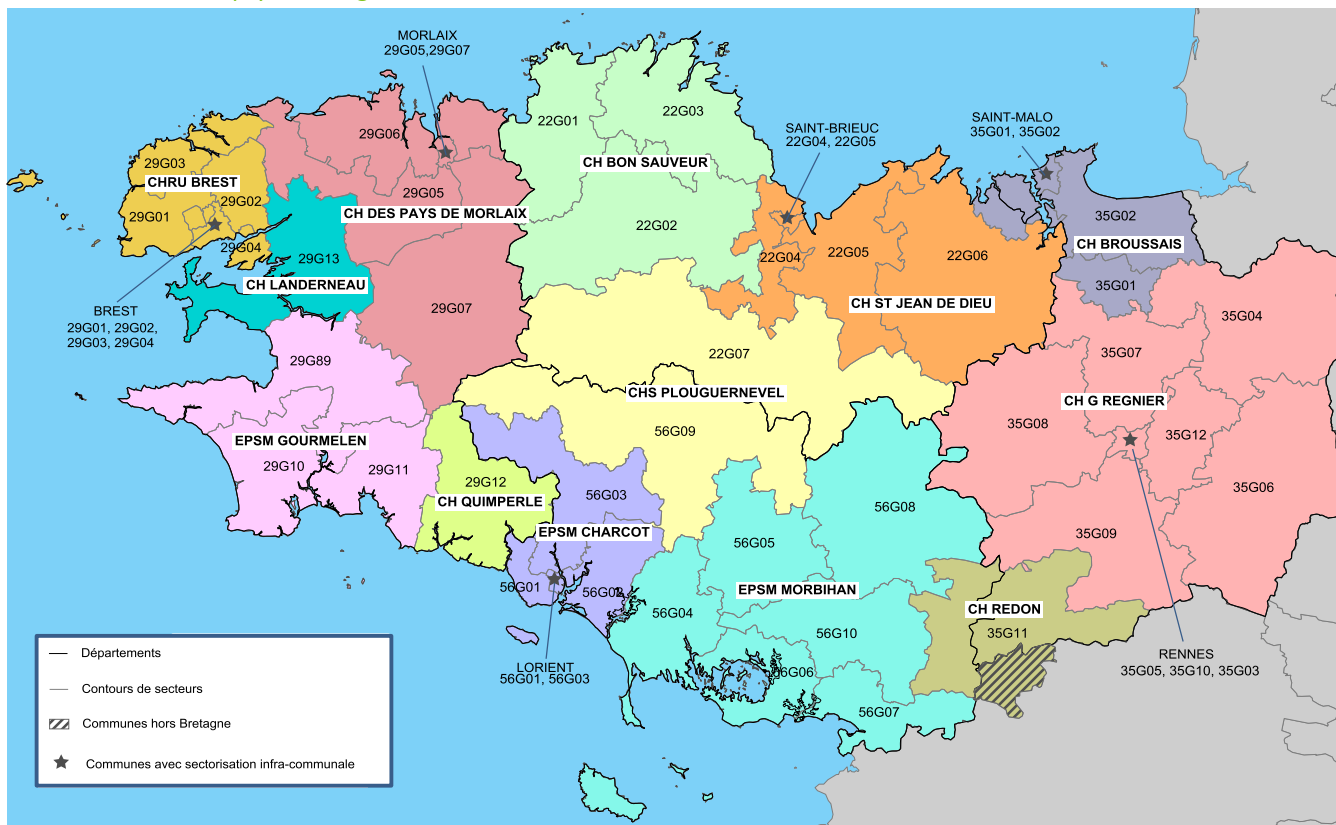 MORLAIX
29G05,29G07
SAINT-BRIEUC
22G04, 22G05
SAINT-MALO
35G01, 35G02
22G03
22G01
29G06
CH BON SAUVEUR
29G03
CHRU BREST
29G05
29G02
29G01
CH DES PAYS DE MORLAIX
22G02
35G02
29G04
29G13
22G04
22G05
22G06
CH BROUSSAIS
CH LANDERNEAU
35G01
BREST
29G01, 29G02,
29G03, 29G04
29G07
CH ST JEAN DE DIEU
35G04
29G89
22G07
35G07
CHS PLOUGUERNEVEL
CH G REGNIER
EPSM GOURMELEN
56G09
35G08
35G12
29G10
29G11
29G12
CH QUIMPERLE
56G03
56G08
35G06
EPSM CHARCOT
56G05
35G09
56G01
56G02
EPSM MORBIHAN
56G04
CH REDON
56G10
35G11
LORIENT
56G01, 56G03
56G06
RENNES
35G05, 35G10, 35G03
56G07
Départements
Contours de secteurs
Communes hors Bretagne
Communes avec sectorisation infra-communale